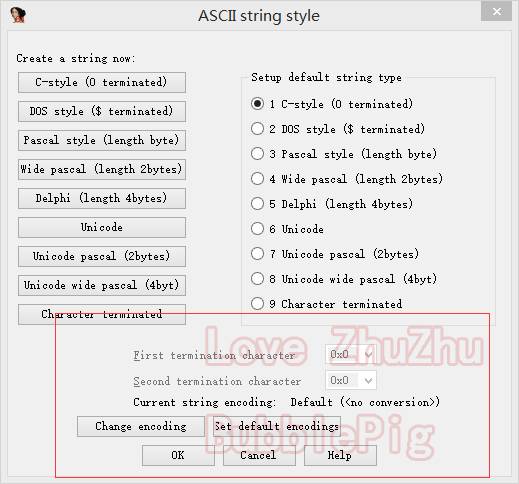 ASCII string style
Create a string now:
C-style (0 terminated)
DOS style ($ terminated)
Pascal style (length byte)
Wide pascal (length 2bytes)
Delphi (length 4bytes)
Unicode
Unicode pascal (2bytes)
Unicode wide pascal (4byt)
Character terminated
Setup default string type
1 C-style (0 terminated)
2 DOS style ($ terminated)
3 Pascal style (length byte)
4 Wide pascal (length 2bytes)
5 Delphi (length 4bytes)
6 Unicode
7 Unicode pascal (2bytes)
8 Unicode wide pascal (4byt)
9 Character terminated
Love ZhuZhu
First termination character 0x0
Second termination character 0x0
Current string encoding: Default (<no conversion>)
Change encoding Set default encodings
BubblePig
OK Cancel Help